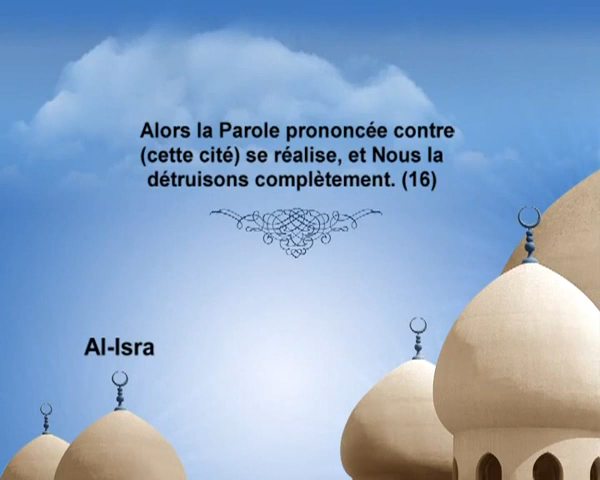 Alors la Parole prononcée contre
(cette cité) se réalise, et Nous la
détruisons complètement. (16)
Al-Isra